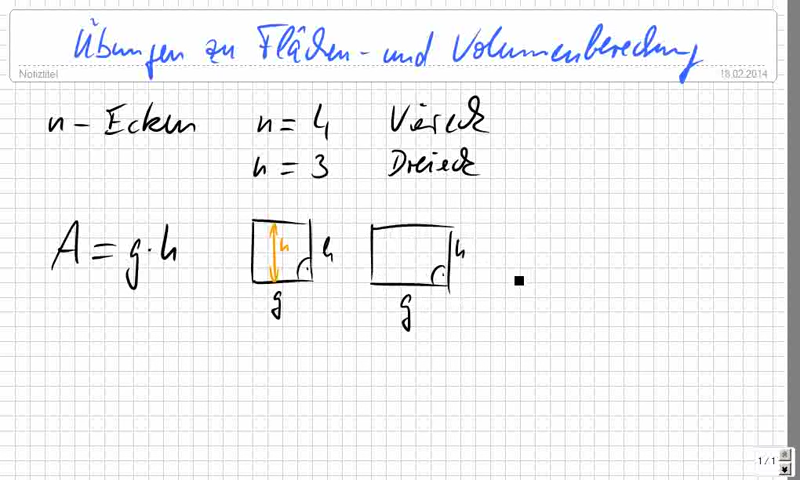 Übungen zu Flächen- und Volumenberechnung
Notiztitel 18.02.2014
n - Ecken n = 4 Viereck
n = 3 Dreieck
A = g · h
h h
g
h
g
1/1